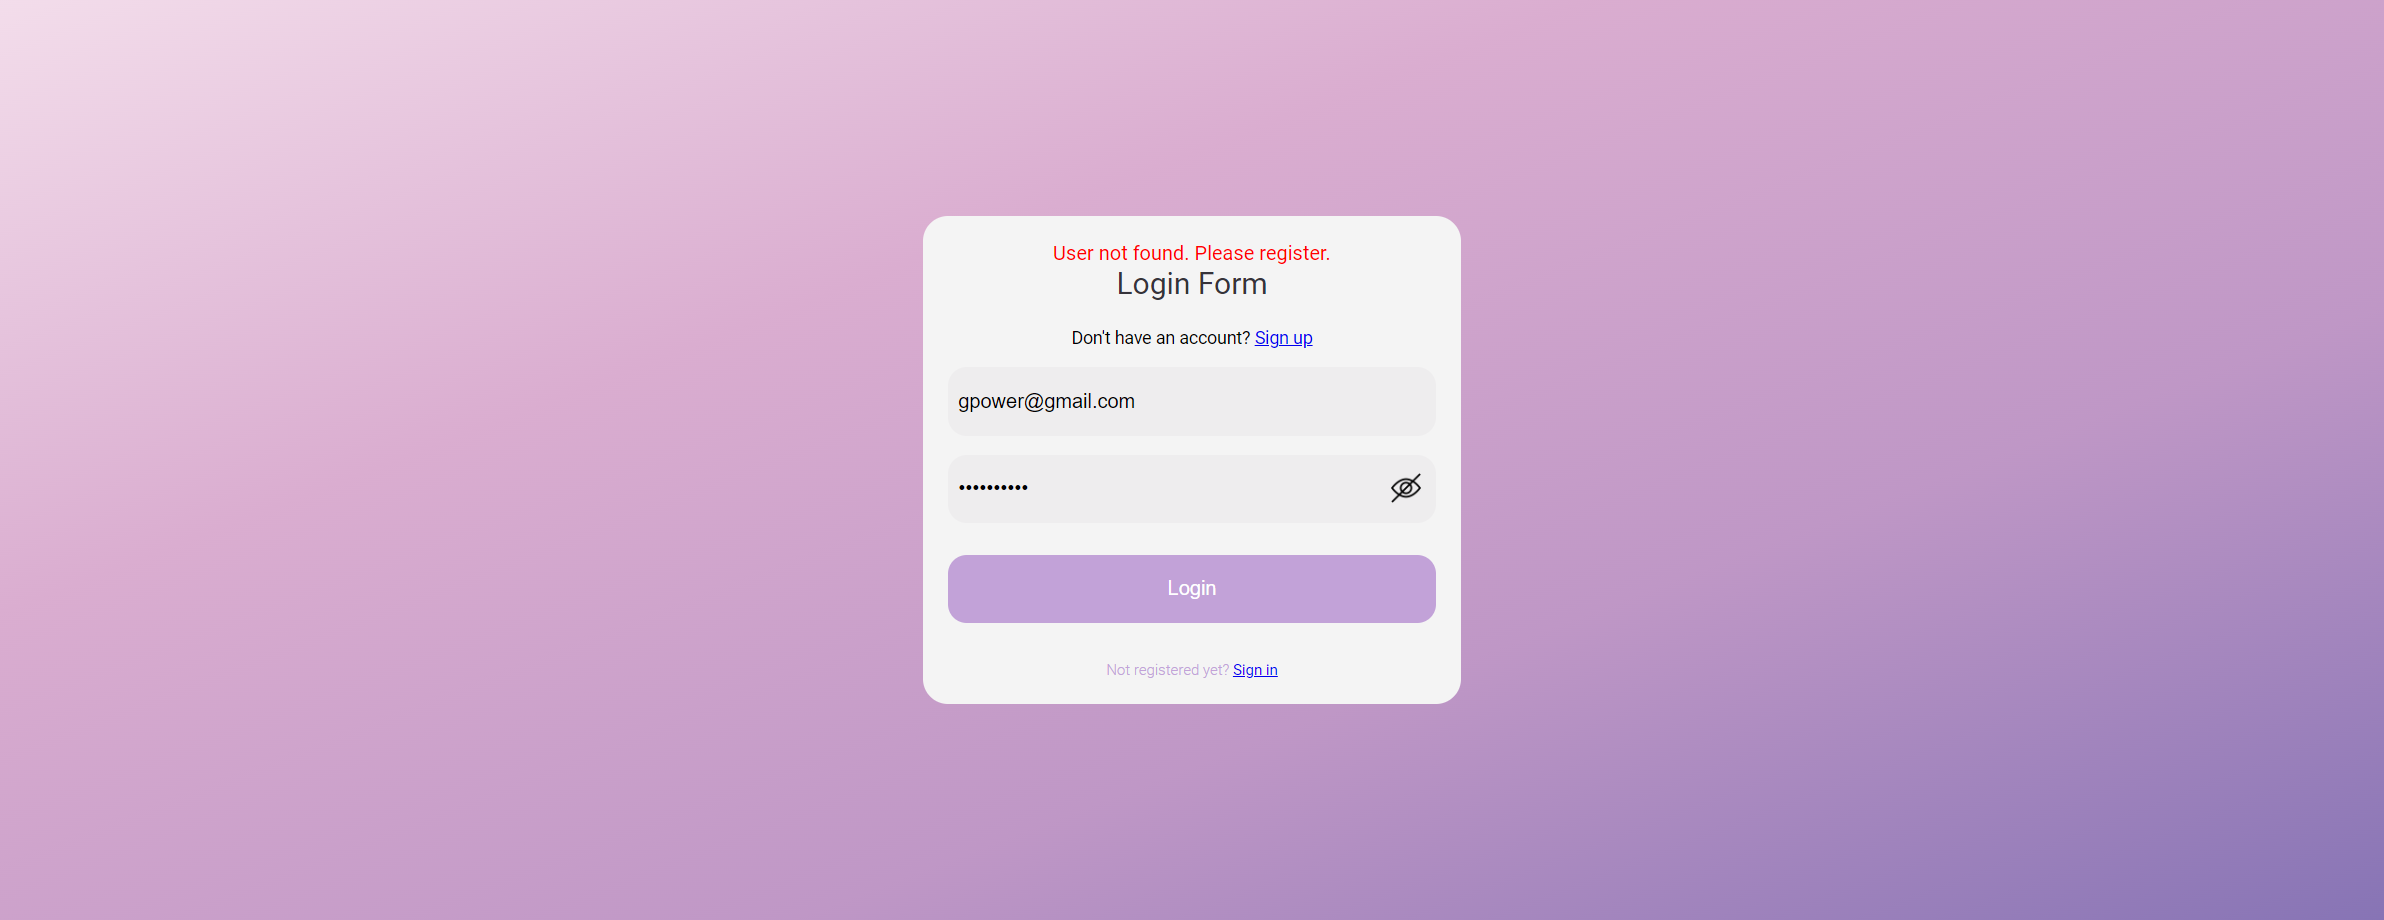 User not found. Please register.
Login Form
Don't have an account? Sign up
gpower@gmail.com
••••••••••
Login
Not registered yet? Sign in